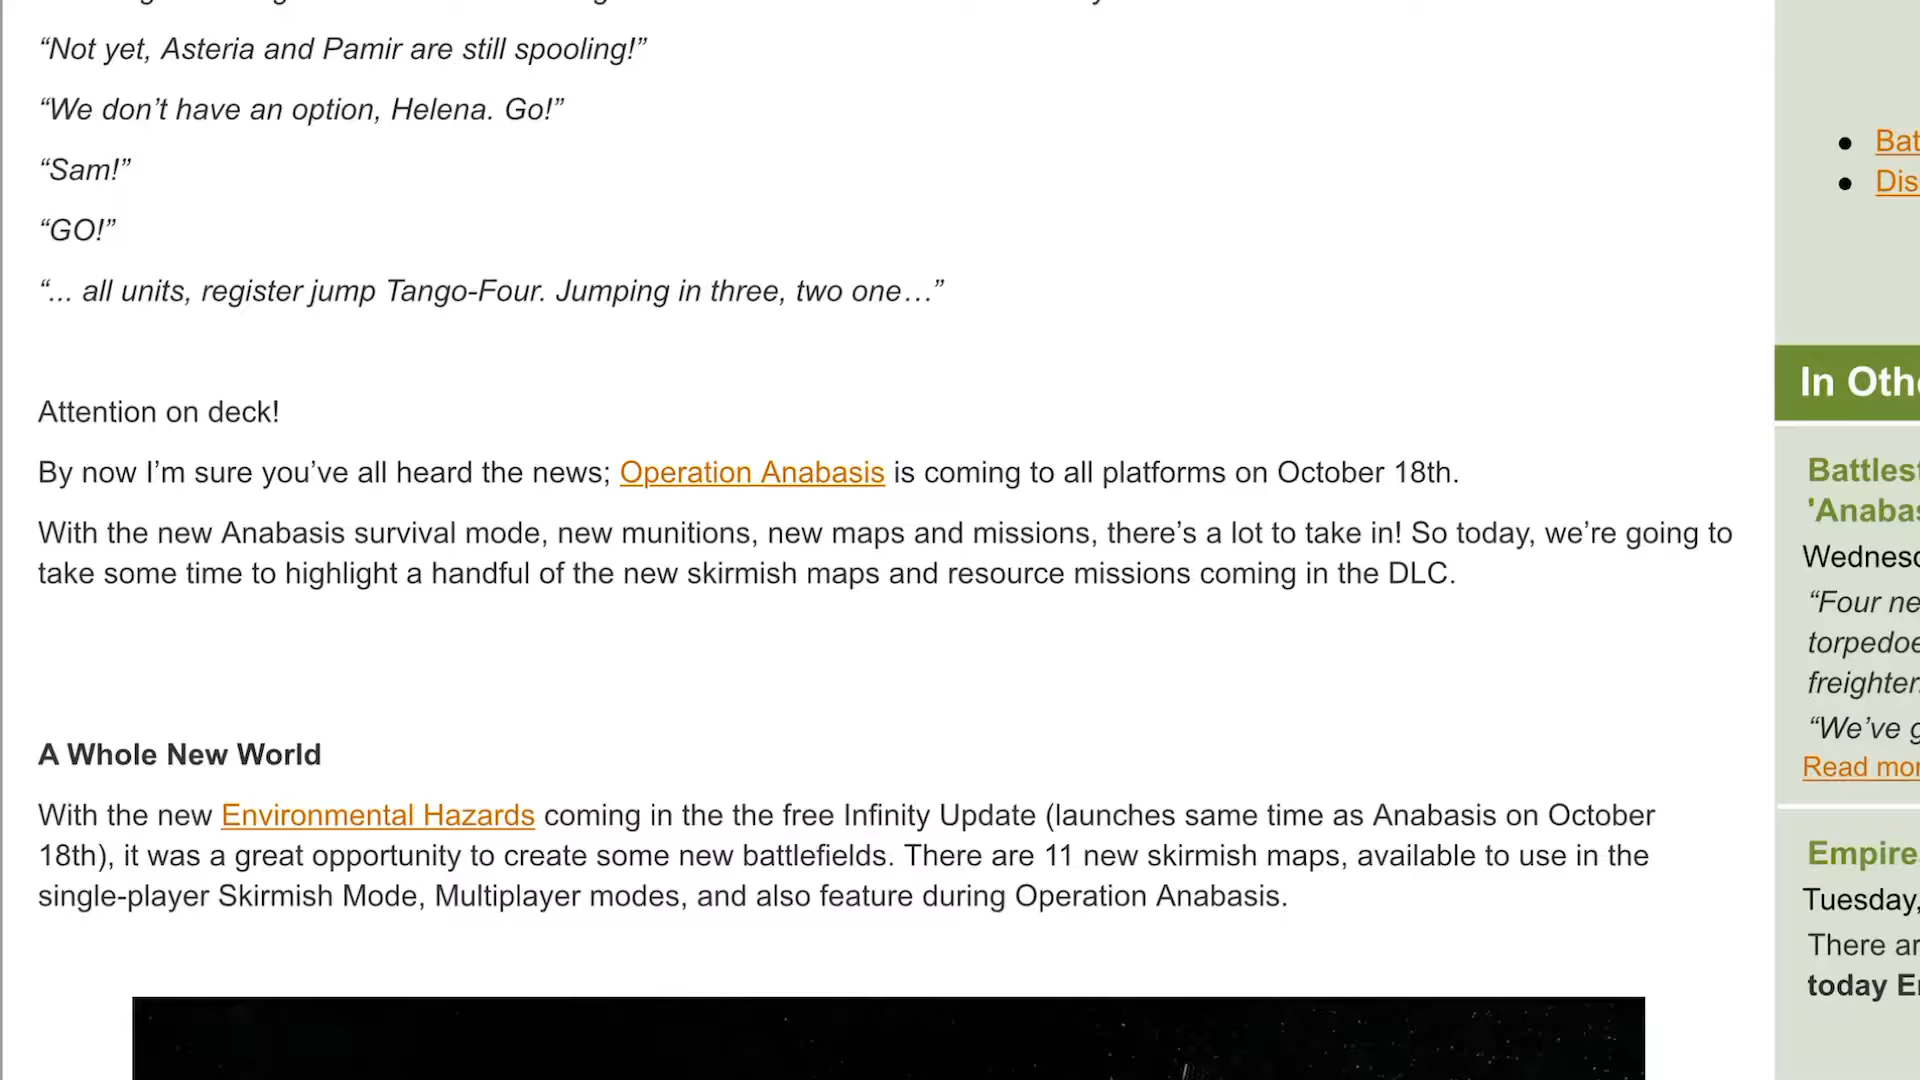 “Not yet, Asteria and Pamir are still spooling!”
“We don’t have an option, Helena. Go!”
“Sam!”
“GO!”
“... all units, register jump Tango-Four. Jumping in three, two one…”
Attention on deck!
By now I’m sure you’ve all heard the news; Operation Anabasis is coming to all platforms on October 18th.
With the new Anabasis survival mode, new munitions, new maps and missions, there’s a lot to take in! So today, we’re going to
take some time to highlight a handful of the new skirmish maps and resource missions coming in the DLC.
A Whole New World
With the new Environmental Hazards coming in the the free Infinity Update (launches same time as Anabasis on October
18th), it was a great opportunity to create some new battlefields. There are 11 new skirmish maps, available to use in the
single-player Skirmish Mode, Multiplayer modes, and also feature during Operation Anabasis.
Bat
Dis
In Oth
Battlest
'Anabas
Wednesd
“Four ne
torpedoe
freighter
“We’ve g
Read mor
Empire
Tuesday,
There ar
today E